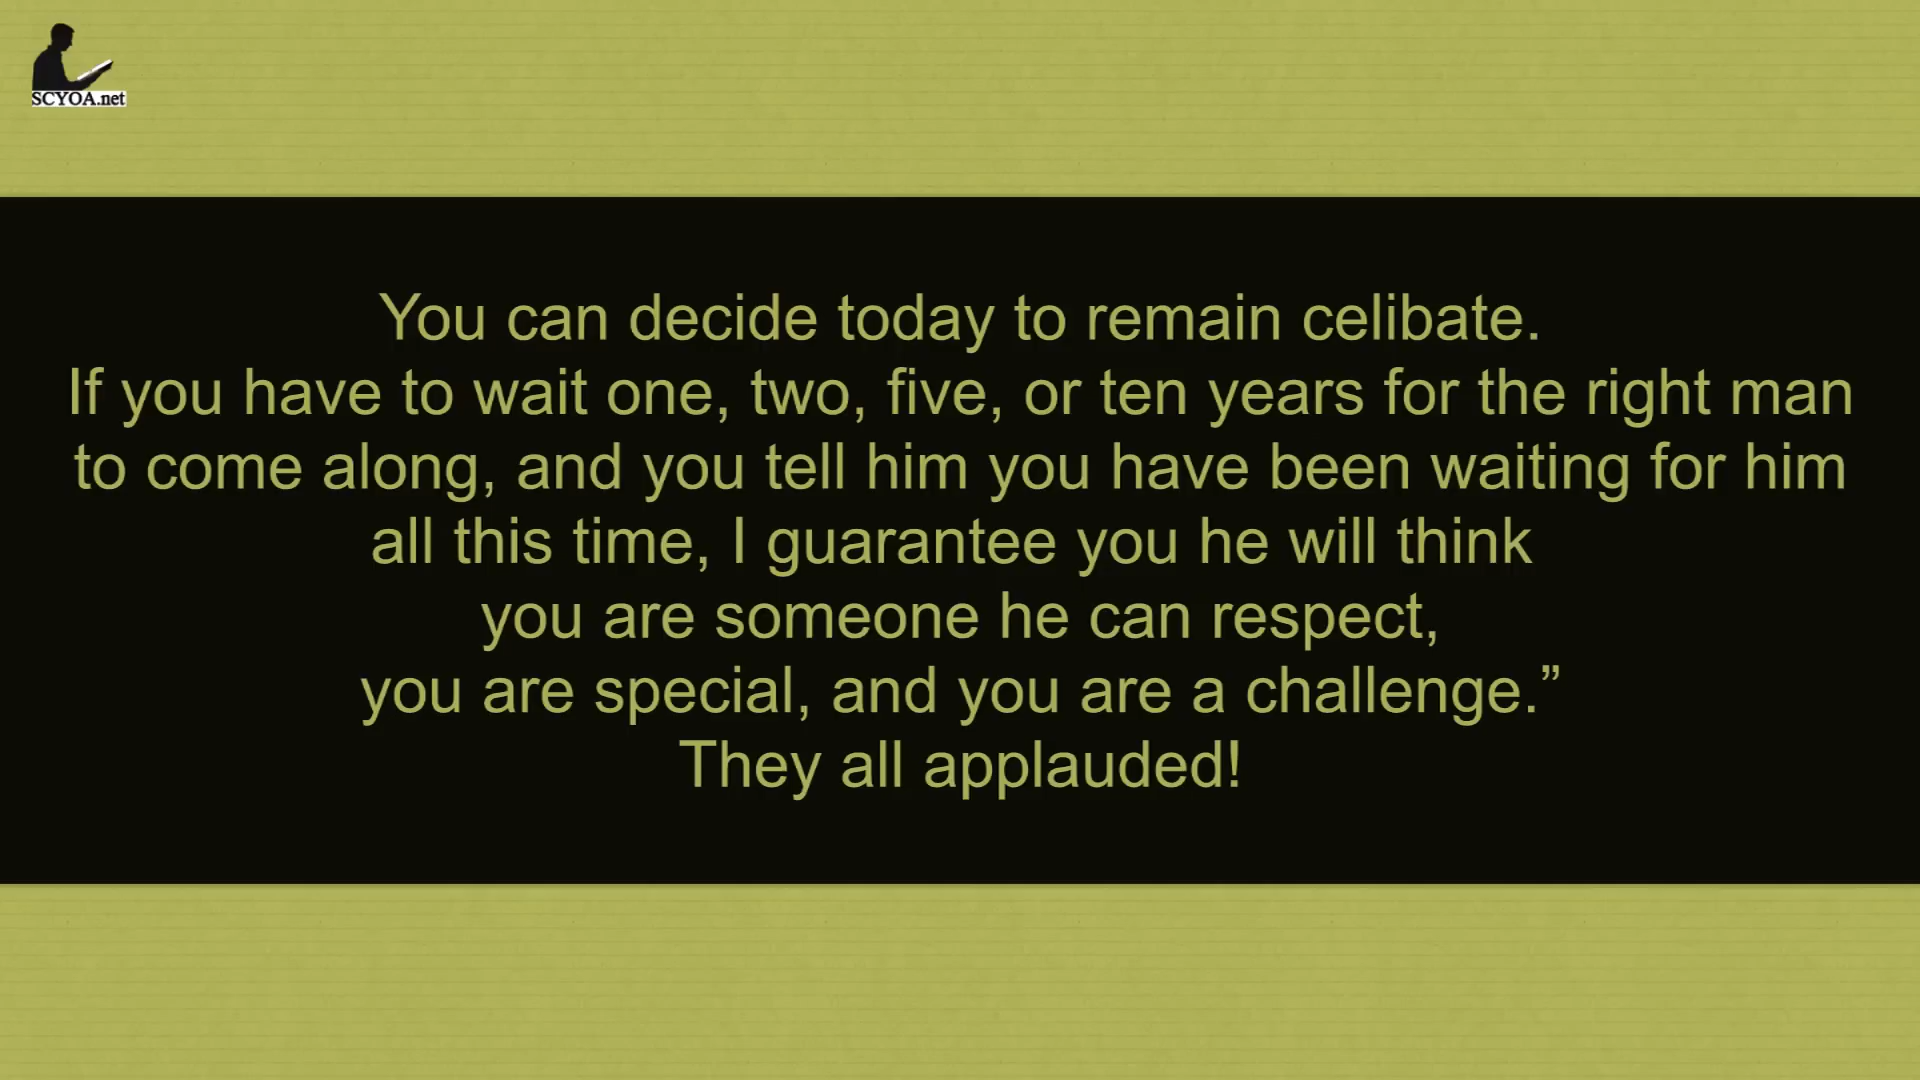 SCYOA.net
You can decide today to remain celibate.
If you have to wait one, two, five, or ten years for the right man
to come along, and you tell him you have been waiting for him
all this time, I guarantee you he will think
you are someone he can respect,
you are special, and you are a challenge.”
They all applauded!